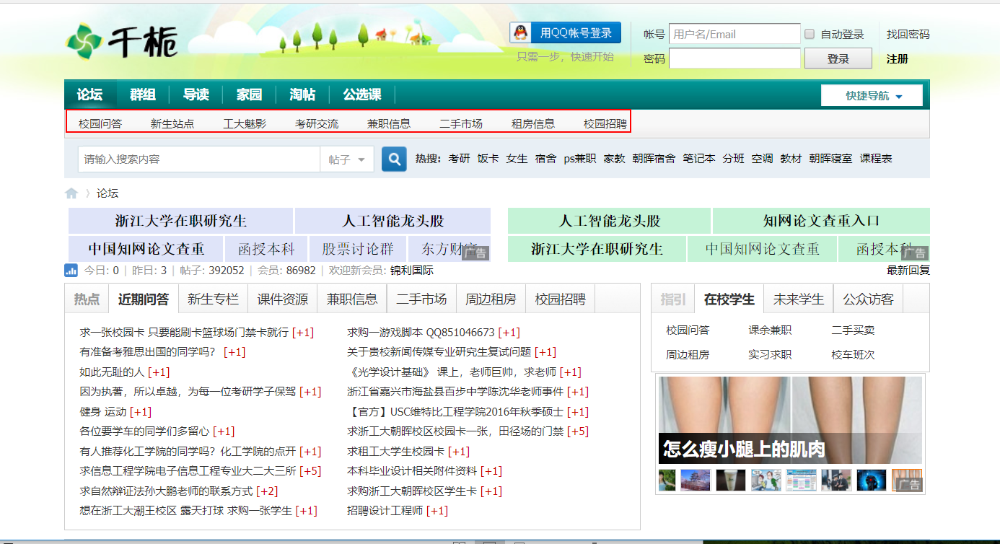 千栀
用QQ帐号登录
只需一步，快速开始
帐号 用户名/Email 自动登录 找回密码
密码 登录 注册
论坛 群组 导读 家园 淘帖 公选课 快捷导航
校园问答 新生站点 工大魅影 考研交流 兼职信息 二手市场 租房信息 校园招聘
请输入搜索内容 帖子 热搜: 考研 饭卡 女生 宿舍 ps兼职 家教 朝晖宿舍 笔记本 分班 空调 教材 朝晖寝室 课程表
论坛
浙江大学在职研究生 人工智能龙头股 人工智能龙头股 知网论文查重入口
中国知网论文查重 函授本科 股票讨论群 东方财富 广告 浙江大学在职研究生 中国知网论文查重 函授本科 广告
今日: 0 | 昨日: 3 | 帖子: 392052 | 会员: 86982 | 欢迎新会员: 锦利国际 最新回复
热点 近期问答 新生专栏 课件资源 兼职信息 二手市场 周边租房 校园招聘
求一张校园卡 只要能刷卡篮球场门禁卡就行 [+1] 求购一游戏脚本 QQ851046673 [+1]
有准备考雅思出国的同学吗？ [+1] 关于贵校新闻传媒专业研究生复试问题 [+1]
如此无耻的人 [+1] 《光学设计基础》 课上，老师巨帅，求老师 [+1]
因为执著，所以卓越，为每一位考研学子保驾 [+1] 浙江省嘉兴市海盐县百步中学陈沈华老师事件 [+1]
健身 运动 [+1] 【官方】USC维特比工程学院2016年秋季硕士 [+1]
各位要学车的同学们多留心 [+1] 求浙工大朝晖校区校园卡一张，田径场的门禁 [+5]
有人推荐化工学院的同学吗？化工学院的点开 [+1] 求租工大学生校园卡 [+1]
求信息工程学院电子信息工程专业大二大三所 [+5] 本科毕业设计相关附件资料 [+1]
求自然辩证法孙大鹏老师的联系方式 [+2] 求购浙工大朝晖校区学生卡 [+1]
想在浙工大潮王校区 露天打球 求购一张学生 [+1] 招聘设计工程师 [+1]
指引 在校学生 未来学生 公众访客
校园问答 课余兼职 二手买卖
周边租房 实习求职 校车班次
怎么瘦小腿上的肌肉
广告